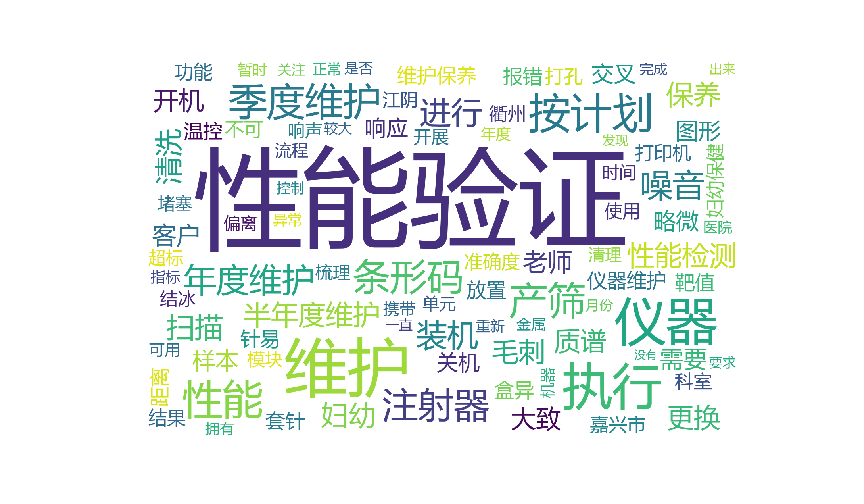 功能
暂时
关注
正常
是否
维护保养
报错
打孔
交叉
完成
出来
开机
季度维护
江阴
进行
衢州
按计划
保养
温控
不可
响声
较大
响应
开展
年度
图形
发现
清洗
流程
性能验证
打印机
妇幼保健
控制
时间
噪音
堵塞
偏离
异常
使用
略微
医院
客户
超标
指标
年度维护
梳理
条形码
准确度
老师
清理
性能检测
仪器维护
靶值
结冰
半年度维护
携带
单元
放置
产筛
月份
仪器
扫描
针易
一直
装机
重新
金属
质谱
可用
样本
模块
维护
关机
毛刺
没有
需要
要求
距离
性能
盒异
执行
机器
科室
结果
拥有
套针
妇幼
注射器
大致
嘉兴市
更换